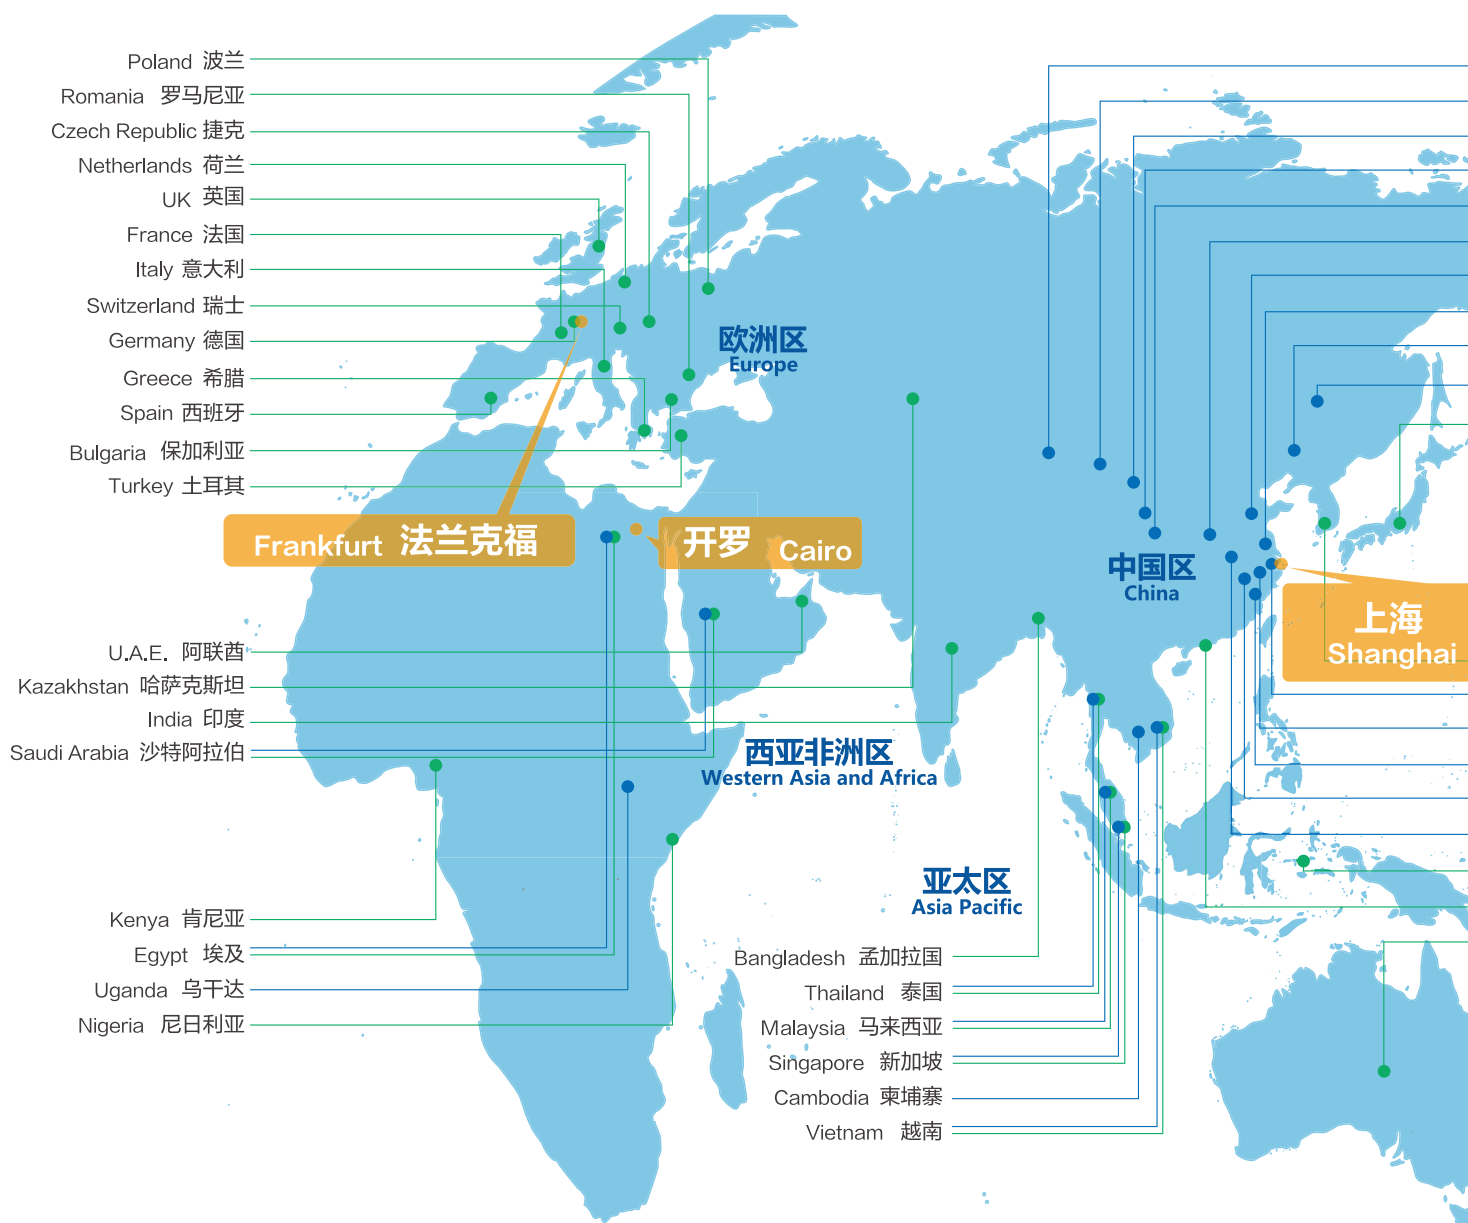 Poland 波兰
Romania 罗马尼亚
Czech Republic 捷克
Netherlands 荷兰
UK 英国
France 法国
Italy 意大利
Switzerland 瑞士
Germany 德国
Greece 希腊
Spain 西班牙
Bulgaria 保加利亚
Turkey 土耳其
欧洲区
Europe
Frankfurt 法兰克福
开罗 Cairo
中国区
China
上海
Shanghai
U.A.E. 阿联酋
Kazakhstan 哈萨克斯坦
India 印度
Saudi Arabia 沙特阿拉伯
西亚非洲区
Western Asia and Africa
亚太区
Asia Pacific
Kenya 肯尼亚
Egypt 埃及
Uganda 乌干达
Nigeria 尼日利亚
Bangladesh 孟加拉国
Thailand 泰国
Malaysia 马来西亚
Singapore 新加坡
Cambodia 柬埔寨
Vietnam 越南